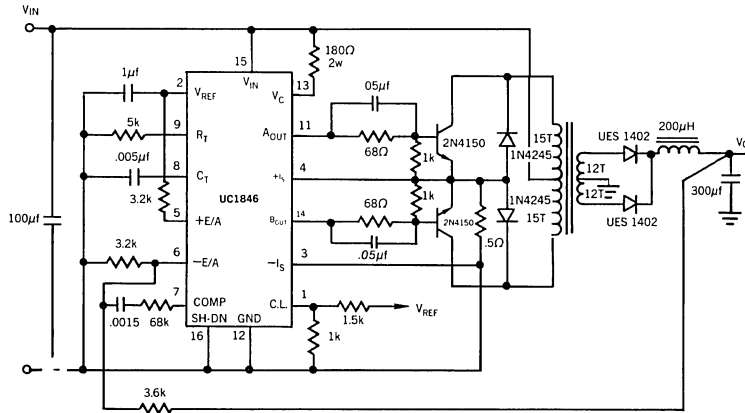 VIN
180Ω
2w
15
1µf
2
VREF
VIN
13
VC
05µf
11
AOUT
2N4150
15T
1N4245
UES 1402
200µH
VO
5k
9
RT
68Ω
1k
.005µf
8
CT
4
+IS
12T
12T
300µf
3.2k
UC1846
68Ω
1k
1N4245
15T
100µf
5
+E/A
BOUT
14
2N4150
.5Ω
UES 1402
3.2k
6
−E/A
.05µf
−IS
3
.0015
68k
7
COMP
C.L.
1
1.5k
VREF
SH-DN
GND
16
12
1k
3.6k